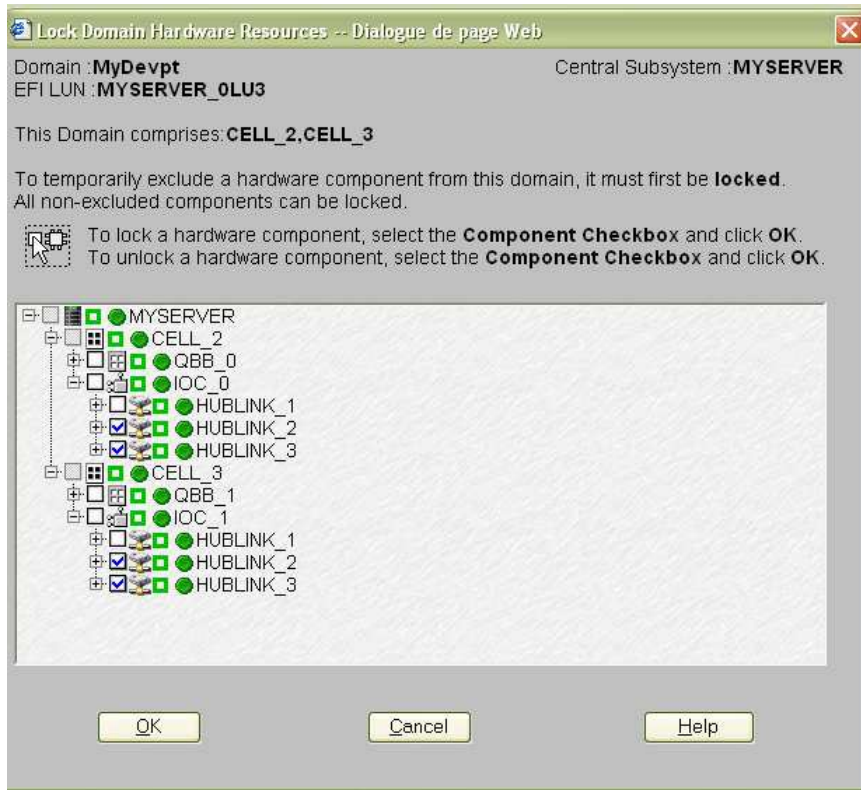 Lock Domain Hardware Resources -- Dialogue de page Web
Domain :MyDevpt Central Subsystem :MYSERVER
EFI LUN :MYSERVER_0LU3
This Domain comprises:CELL_2,CELL_3
To temporarily exclude a hardware component from this domain, it must first be locked.
All non-excluded components can be locked.
To lock a hardware component, select the Component Checkbox and click OK.
To unlock a hardware component, select the Component Checkbox and click OK.
MYSERVER
CELL_2
QBB_0
IOC_0
HUBLINK_1
HUBLINK_2
HUBLINK_3
CELL_3
QBB_1
IOC_1
HUBLINK_1
HUBLINK_2
HUBLINK_3
OK Cancel Help